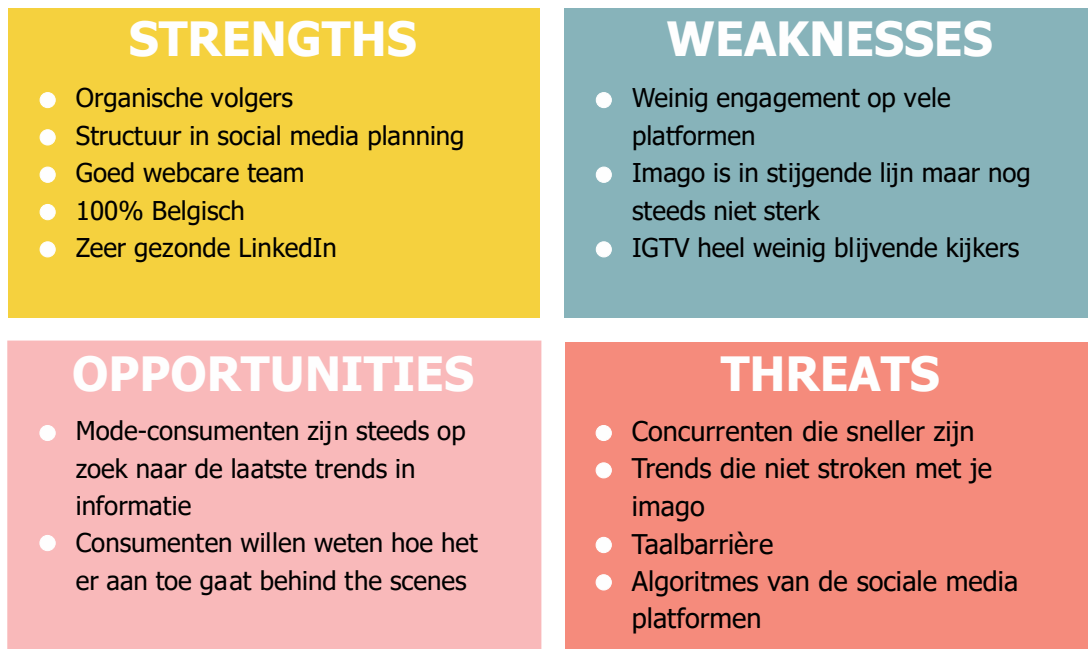 STRENGTHS
Organische volgers
Structuur in social media planning
Goed webcare team
100% Belgisch
Zeer gezonde LinkedIn
WEAKNESSES
Weinig engagement op vele
platformen
Imago is in stijgende lijn maar nog
steeds niet sterk
IGTV heel weinig blijvende kijkers
OPPORTUNITIES
Mode-consumenten zijn steeds op
zoek naar de laatste trends in
informatie
Consumenten willen weten hoe het
er aan toe gaat behind the scenes
THREATS
Concurrenten die sneller zijn
Trends die niet stroken met je
imago
Taalbarrière
Algoritmes van de sociale media
platformen